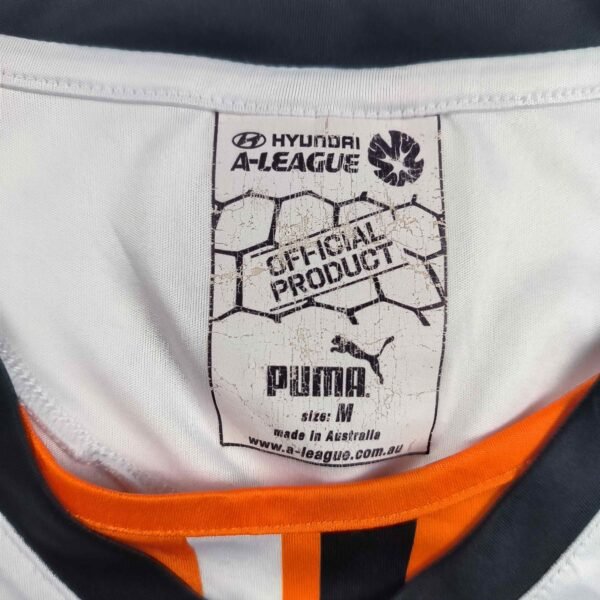 HYUNDAI
A-LEAGUE
OFFICIAL
PRODUCT
PUMA
size: M
made in Australia
www.a-league.com.au